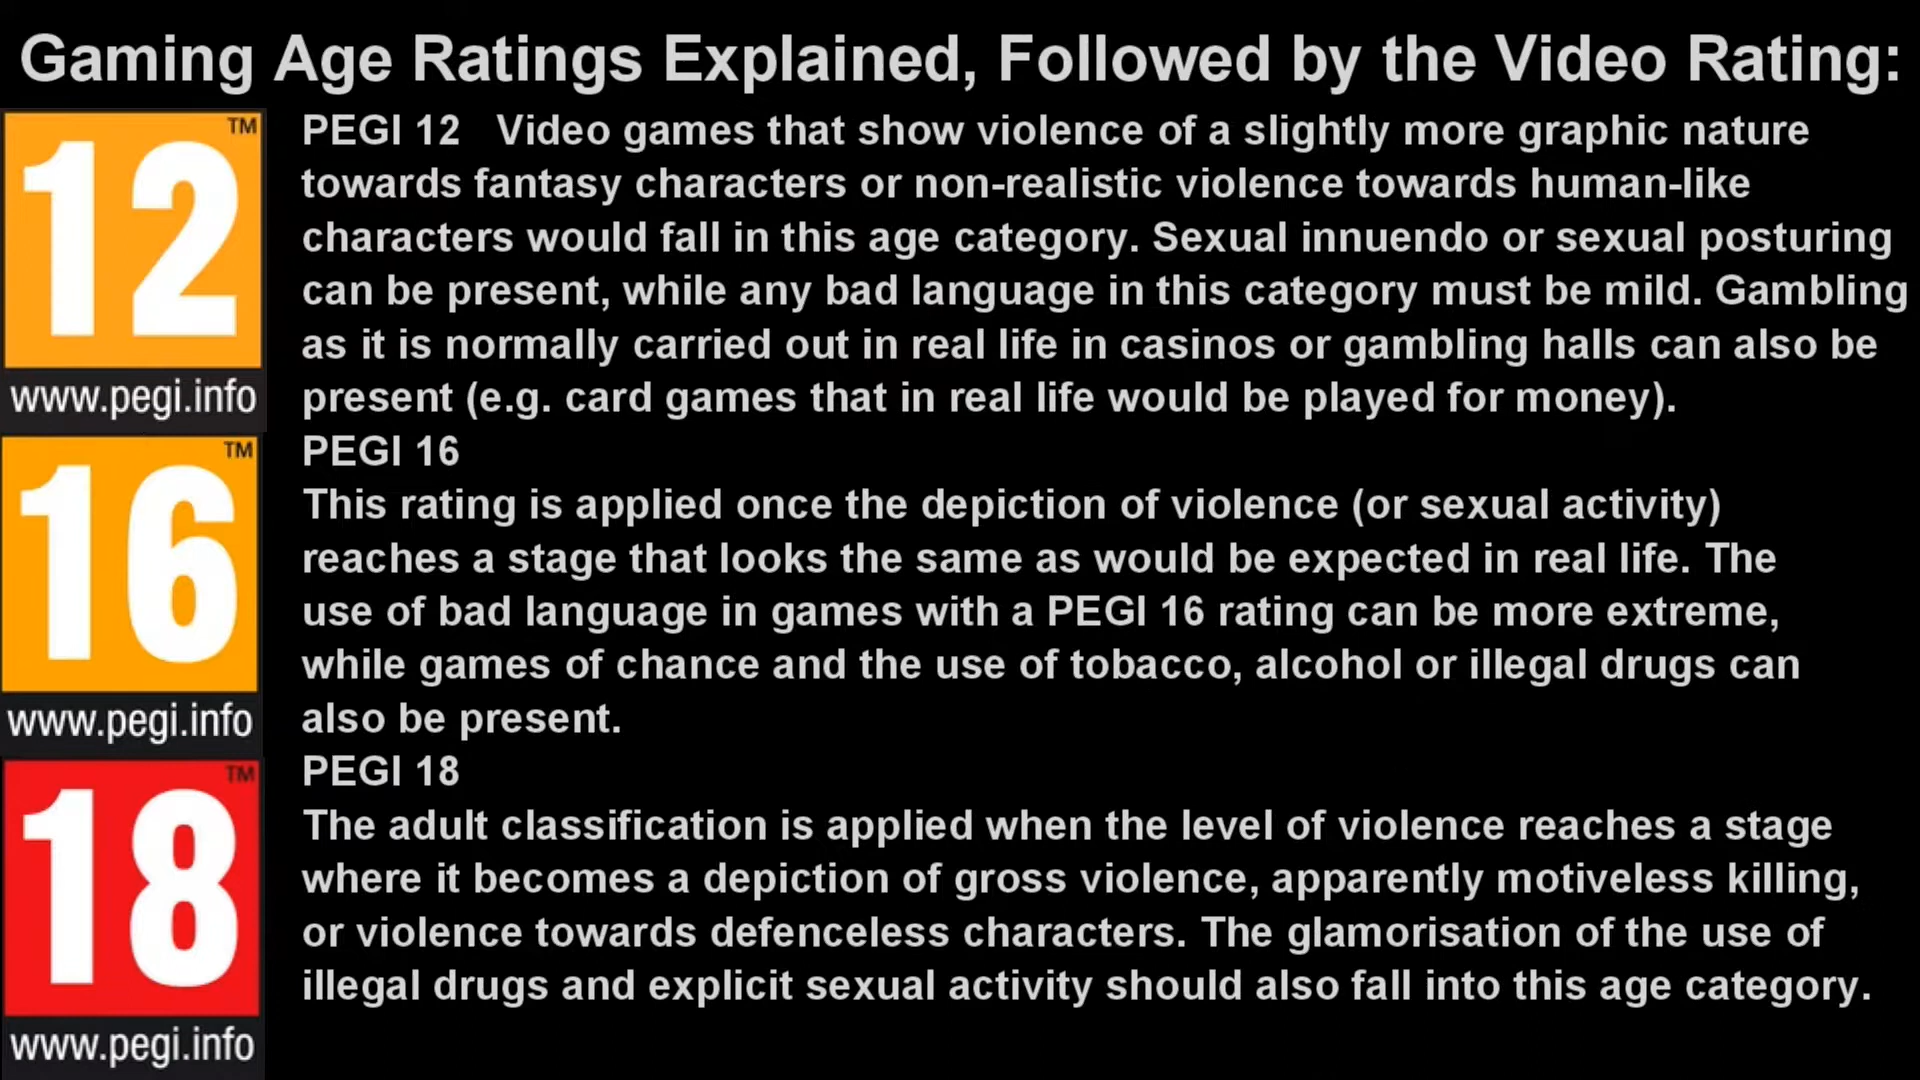 Gaming Age Ratings Explained, Followed by the Video Rating:
12 TM
www.pegi.info
PEGI 12 Video games that show violence of a slightly more graphic nature
towards fantasy characters or non-realistic violence towards human-like
characters would fall in this age category. Sexual innuendo or sexual posturing
can be present, while any bad language in this category must be mild. Gambling
as it is normally carried out in real life in casinos or gambling halls can also be
present (e.g. card games that in real life would be played for money).
16 TM
www.pegi.info
PEGI 16
This rating is applied once the depiction of violence (or sexual activity)
reaches a stage that looks the same as would be expected in real life. The
use of bad language in games with a PEGI 16 rating can be more extreme,
while games of chance and the use of tobacco, alcohol or illegal drugs can
also be present.
18 TM
www.pegi.info
PEGI 18
The adult classification is applied when the level of violence reaches a stage
where it becomes a depiction of gross violence, apparently motiveless killing,
or violence towards defenceless characters. The glamorisation of the use of
illegal drugs and explicit sexual activity should also fall into this age category.